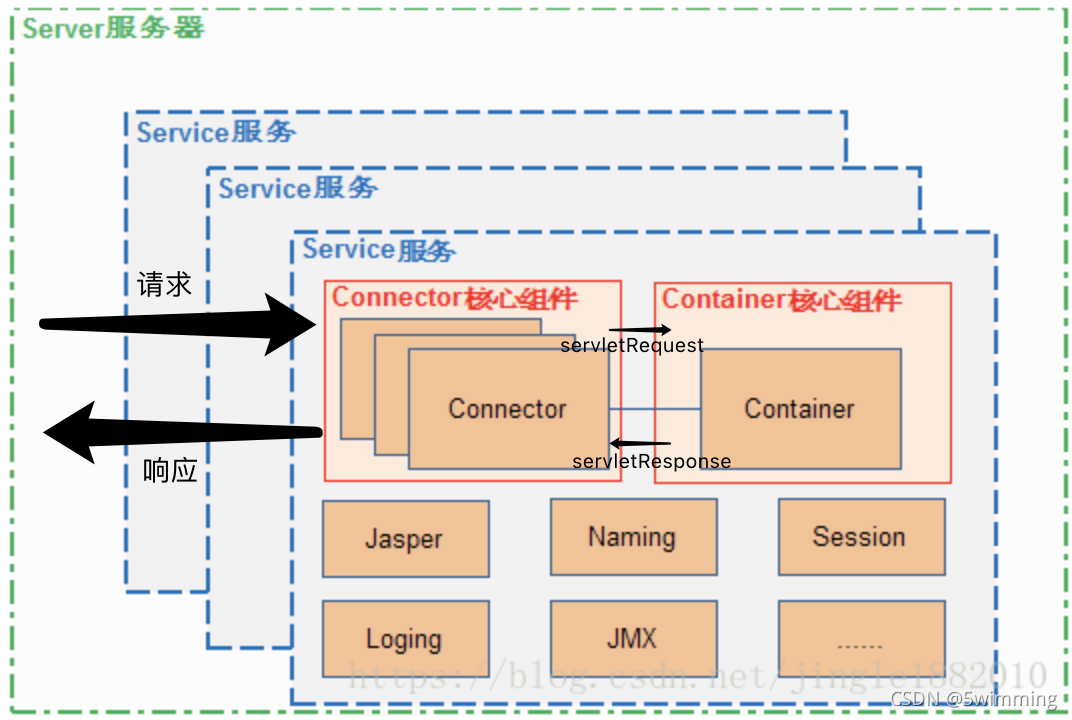 Server服务器
Service服务
Service服务
Service服务
请求
Connector核心组件
Container核心组件
servletRequest
Connector
Container
servletResponse
响应
Jasper
Naming
Session
Loging
JMX
......
https://blog.csdn.net/jingle1882010
CSDN @5wimming